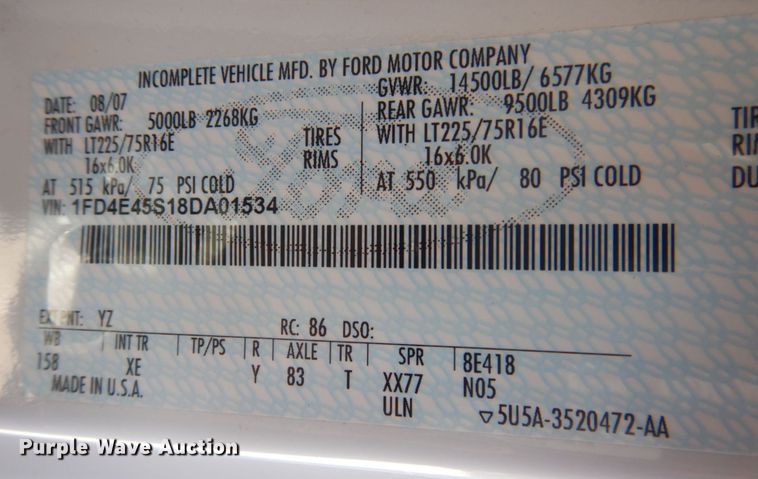 INCOMPLETE VEHICLE MFD. BY FORD MOTOR COMPANY
DATE: 08/07 GVWR: 14500LB/ 6577KG
FRONT GAWR: 5000LB 2268KG REAR GAWR: 9500LB 4309KG
WITH LT225/75R16E TIRES WITH LT225/75R16E TIR
16x6.0K RIMS 16x6.0K RI
AT 515 kPa/ 75 PSI COLD AT 550 kPa/ 80 PSI COLD DU
VIN: 1FD4E45S18DA01534
Ford
EXT PNT: YZ RC: 86 DSO:
WB INT TR TP/PS R AXLE TR SPR 8E418
158 XE Y 83 T XX77 N05
MADE IN U.S.A. ULN ▽5U5A-3520472-AA
Purple Wave Auction